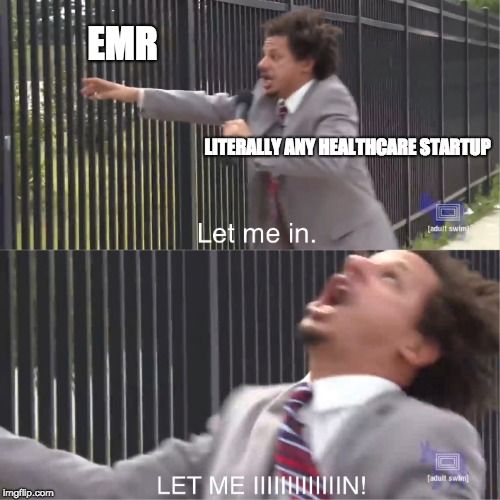 EMR
LITERALLY ANY HEALTHCARE STARTUP
Let me in.
[adult swim]
LET ME IIIIIIIIIIIIN!
[adult swim]
imgflip.com